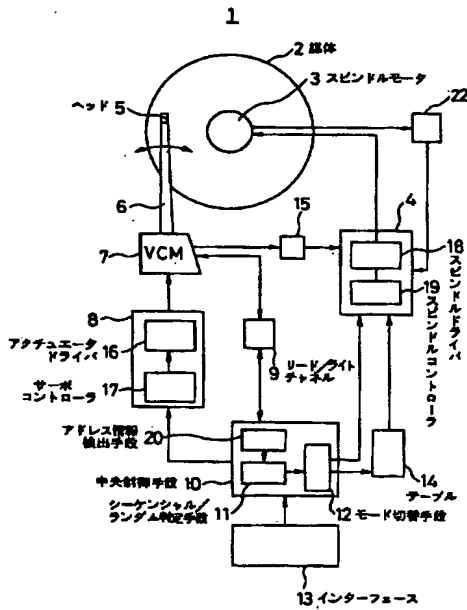 1
2 媒体
3 スピンドルモータ
ヘッド 5
22
6
15
4
7 VCM
18 スピンドルドライバ
19 スピンドルコントローラ
8
アクチュエータドライバ 16
9 リード/ライトチャネル
サーボコントローラ 17
アドレス情報検出手段 20
中央制御手段 10
シーケンシャル/ランダム判定手段 11
12 モード切替手段
14 テーブル
13 インターフェース